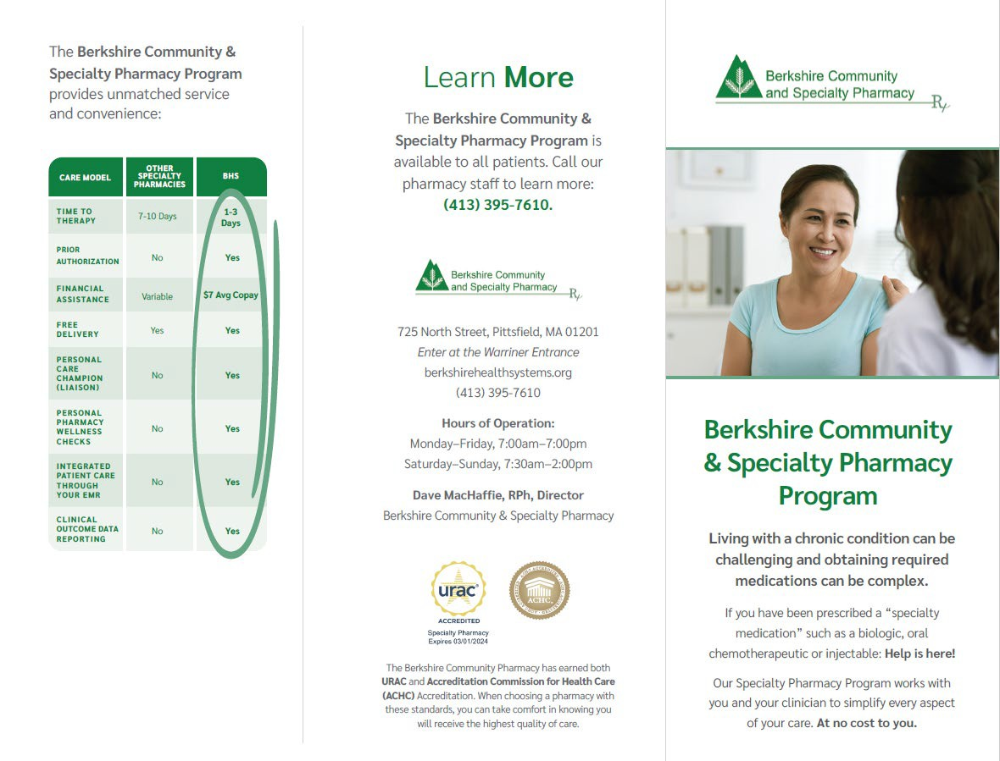 The Berkshire Community &
Specialty Pharmacy Program
provides unmatched service
and convenience:
CARE MODEL
OTHER
SPECIALTY
PHARMACIES
BHS
TIME TO
THERAPY
7-10 Days
1-3
Days
PRIOR
AUTHORIZATION
No
Yes
FINANCIAL
ASSISTANCE
Variable
$7 Avg Copay
FREE
DELIVERY
Yes
Yes
PERSONAL
CARE
CHAMPION
(LIAISON)
No
Yes
PERSONAL
PHARMACY
WELLNESS
CHECKS
No
Yes
INTEGRATED
PATIENT CARE
THROUGH
YOUR EMR
No
Yes
CLINICAL
OUTCOME DATA
REPORTING
No
Yes
Learn More
The Berkshire Community &
Specialty Pharmacy Program is
available to all patients. Call our
pharmacy staff to learn more:
(413) 395-7610.
Berkshire Community
and Specialty Pharmacy
Rx
725 North Street, Pittsfield, MA 01201
Enter at the Warriner Entrance
berkshirehealthsystems.org
(413) 395-7610
Hours of Operation:
Monday–Friday, 7:00am–7:00pm
Saturday–Sunday, 7:30am–2:00pm
Dave MacHaffie, RPh, Director
Berkshire Community & Specialty Pharmacy
urac®
ACCREDITED
Specialty Pharmacy
Expires 03/01/2024
ACHC
The Berkshire Community Pharmacy has earned both
URAC and Accreditation Commission for Health Care
(ACHC) Accreditation. When choosing a pharmacy with
these standards, you can take comfort in knowing you
will receive the highest quality of care.
Berkshire Community
and Specialty Pharmacy
Rx
Berkshire Community
& Specialty Pharmacy
Program
Living with a chronic condition can be
challenging and obtaining required
medications can be complex.
If you have been prescribed a “specialty
medication” such as a biologic, oral
chemotherapeutic or injectable: Help is here!
Our Specialty Pharmacy Program works with
you and your clinician to simplify every aspect
of your care. At no cost to you.